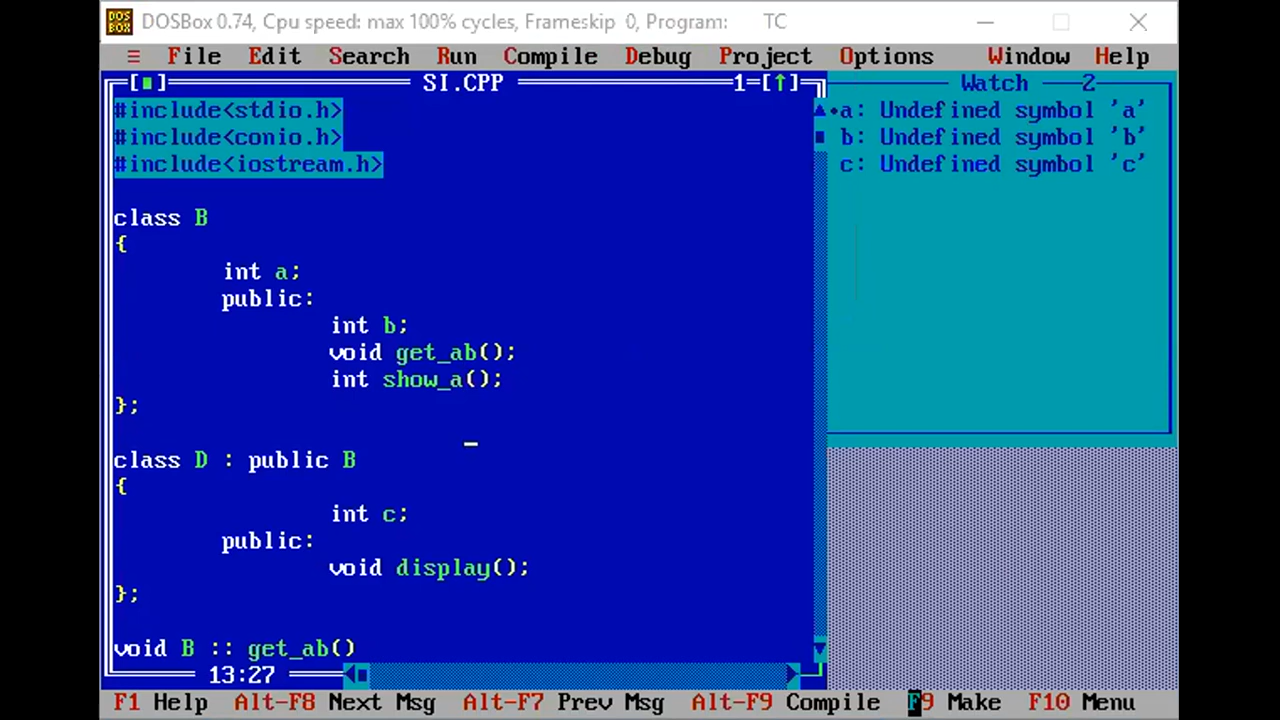 DOSBox 0.74, Cpu speed: max 100% cycles, Frameskip 0, Program: TC
≡ File Edit Search Run Compile Debug Project Options Window Help
[■] SI.CPP 1=[↑]
#include<stdio.h>
#include<conio.h>
#include<iostream.h>
class B
{
int a;
public:
int b;
void get_ab();
int show_a();
};
class D : public B
{
int c;
public:
void display();
};
void B :: get_ab()
13:27
Watch 2
•a: Undefined symbol 'a'
b: Undefined symbol 'b'
c: Undefined symbol 'c'
F1 Help Alt-F8 Next Msg Alt-F7 Prev Msg Alt-F9 Compile F9 Make F10 Menu